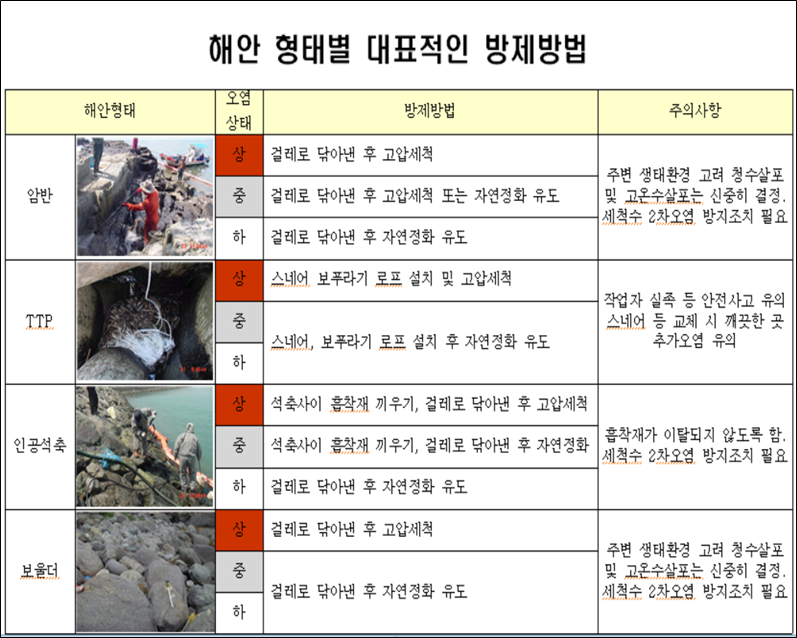 해안 형태별 대표적인 방제방법
해안형태
오염
상태
방제방법
주의사항
암반
상
걸레로 닦아낸 후 고압세척
중
걸레로 닦아낸 후 고압세척 또는 자연정화 유도
하
걸레로 닦아낸 후 자연정화 유도
주변 생태환경 고려 청수살포
및 고온수살포는 신중히 결정.
세척수 2차오염 방지조치 필요
TTP
상
스네어 보푸라기 로프 설치 및 고압세척
중
하
스네어, 보푸라기 로프 설치 후 자연정화 유도
작업자 실족 등 안전사고 유의
스네어 등 교체 시 깨끗한 곳
추가오염 유의
인공석축
상
석축사이 흡착재 끼우기, 걸레로 닦아낸 후 고압세척
중
석축사이 흡착재 끼우기, 걸레로 닦아낸 후 자연정화
하
걸레로 닦아낸 후 자연정화 유도
흡착재가 이탈되지 않도록 함.
세척수 2차오염 방지조치 필요
보울더
상
걸레로 닦아낸 후 고압세척
중
하
걸레로 닦아낸 후 자연정화 유도
주변 생태환경 고려 청수살포
및 고온수살포는 신중히 결정.
세척수 2차오염 방지조치 필요